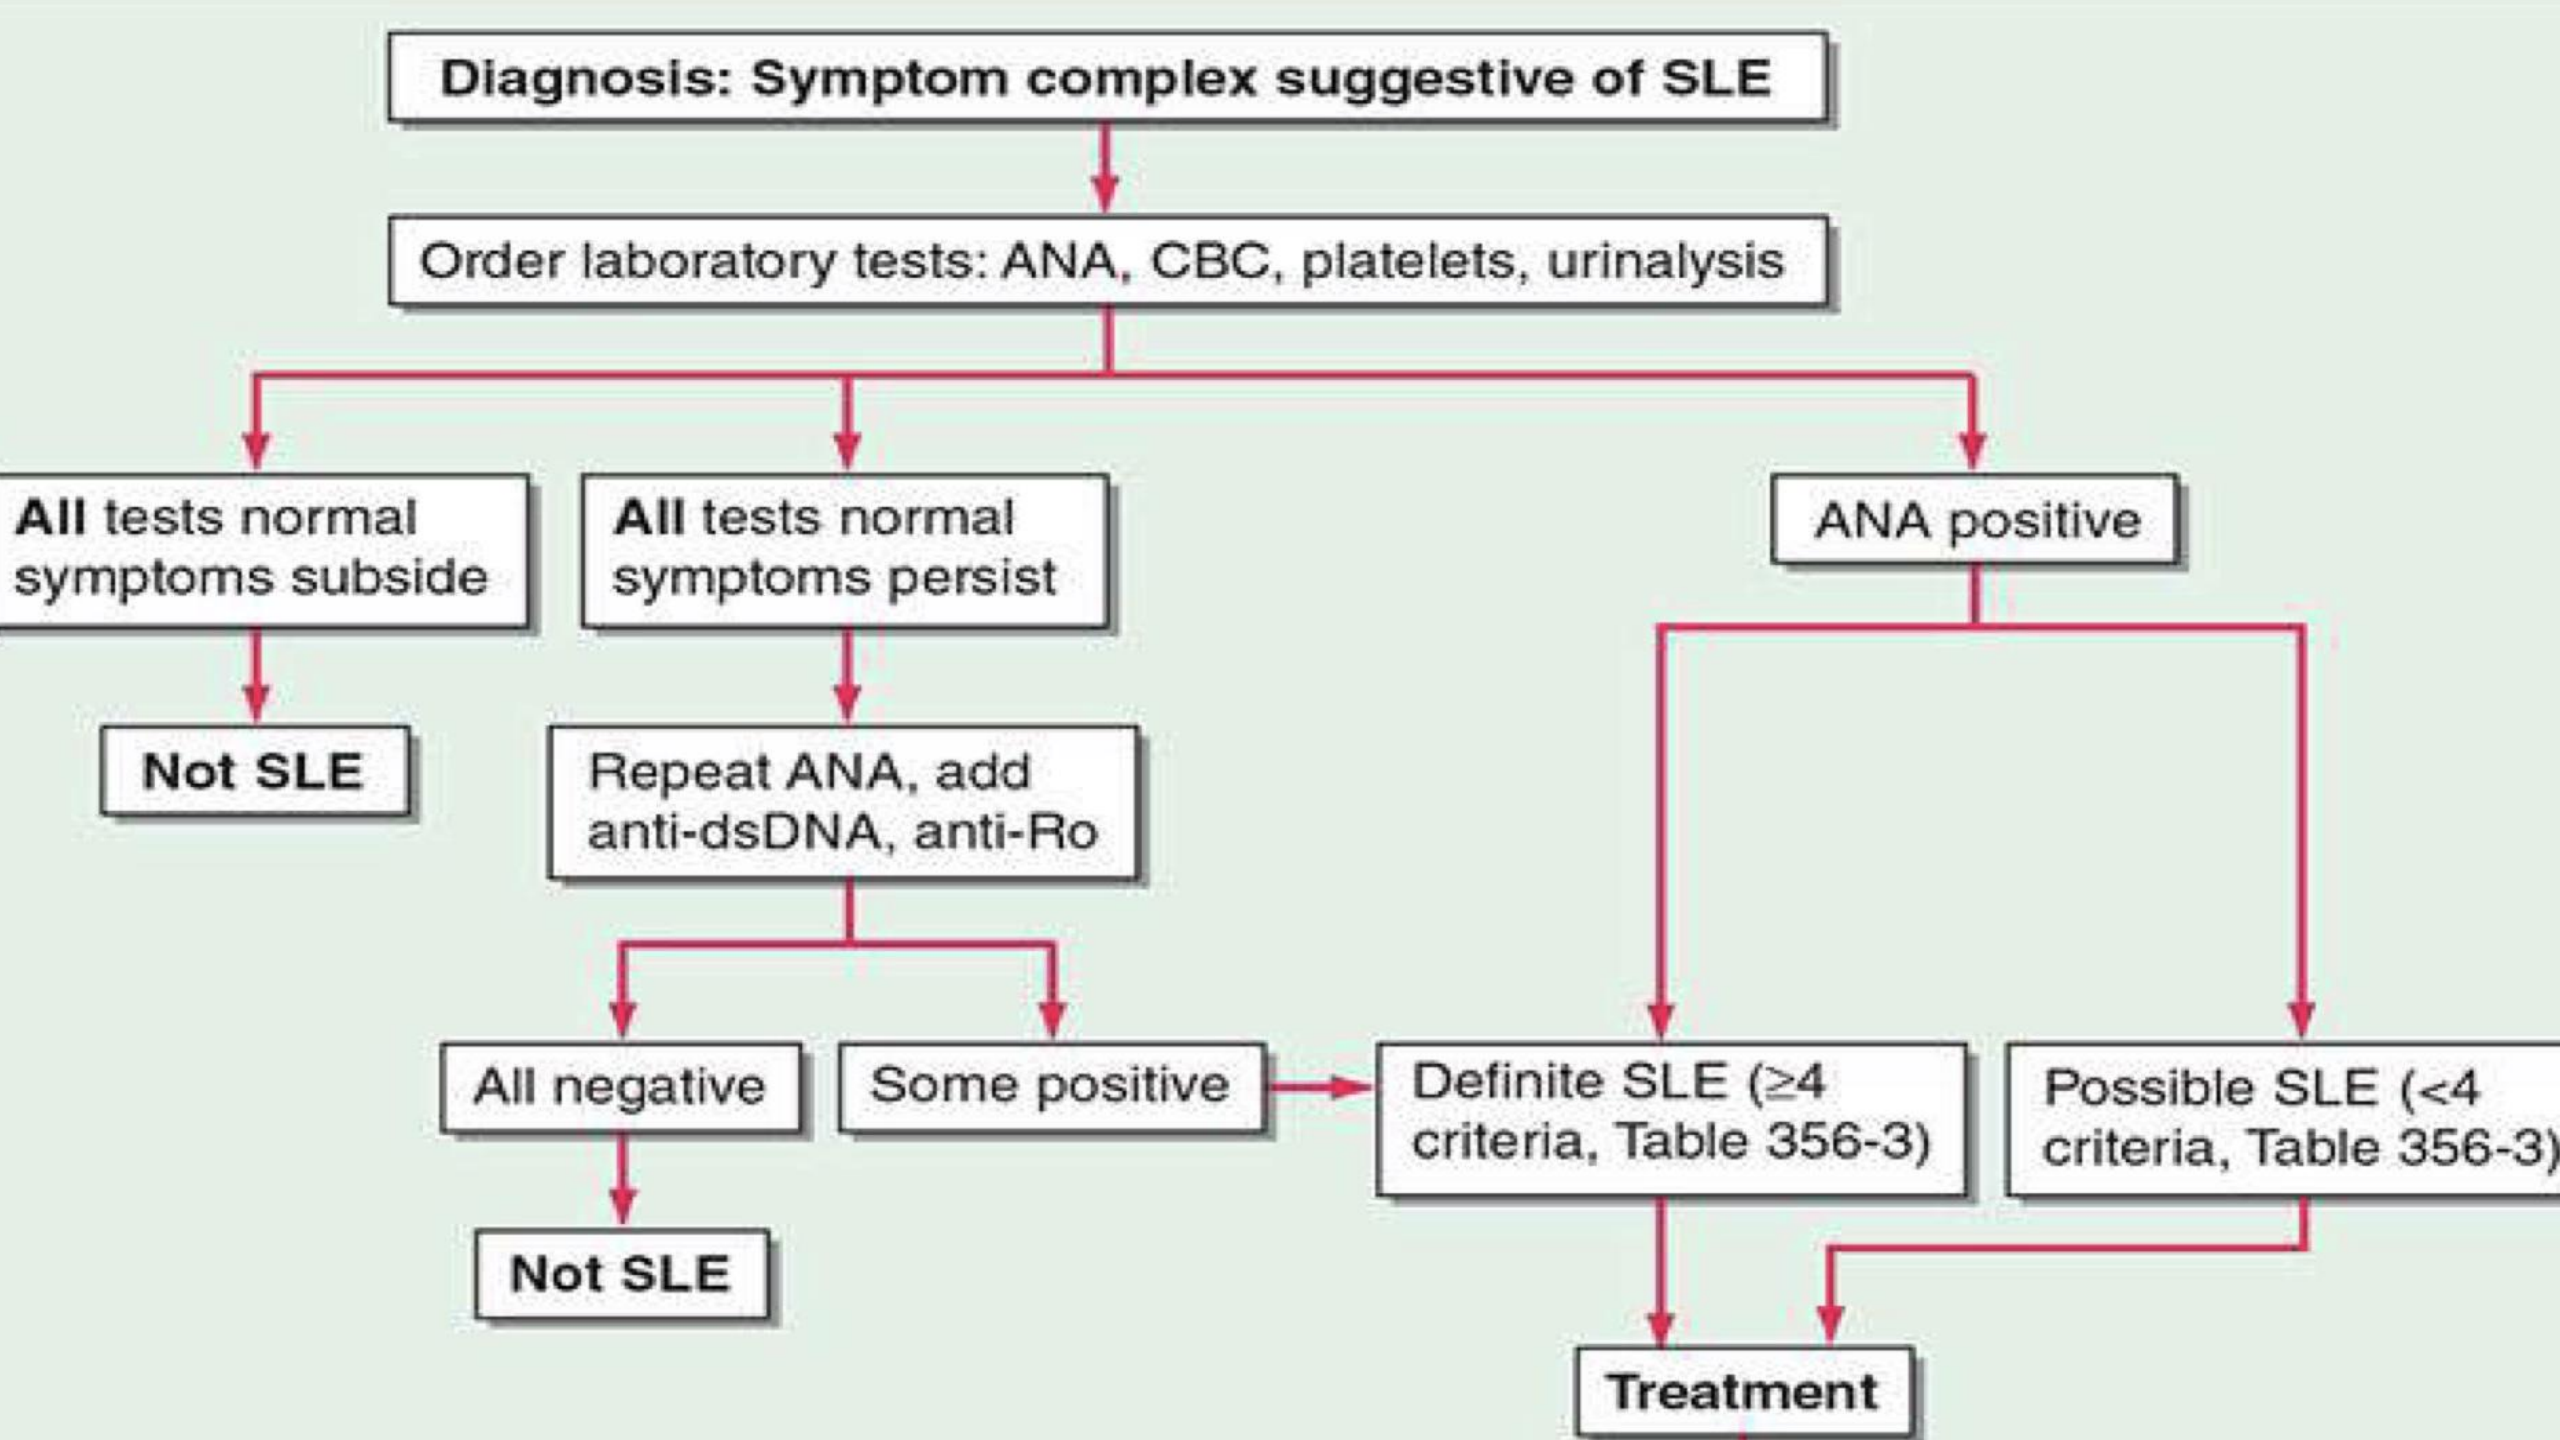 Diagnosis: Symptom complex suggestive of SLE
Order laboratory tests: ANA, CBC, platelets, urinalysis
All tests normal
symptoms subside
All tests normal
symptoms persist
ANA positive
Not SLE
Repeat ANA, add
anti-dsDNA, anti-Ro
All negative
Some positive
Definite SLE (≥4
criteria, Table 356-3)
Possible SLE (<4
criteria, Table 356-3)
Not SLE
Treatment